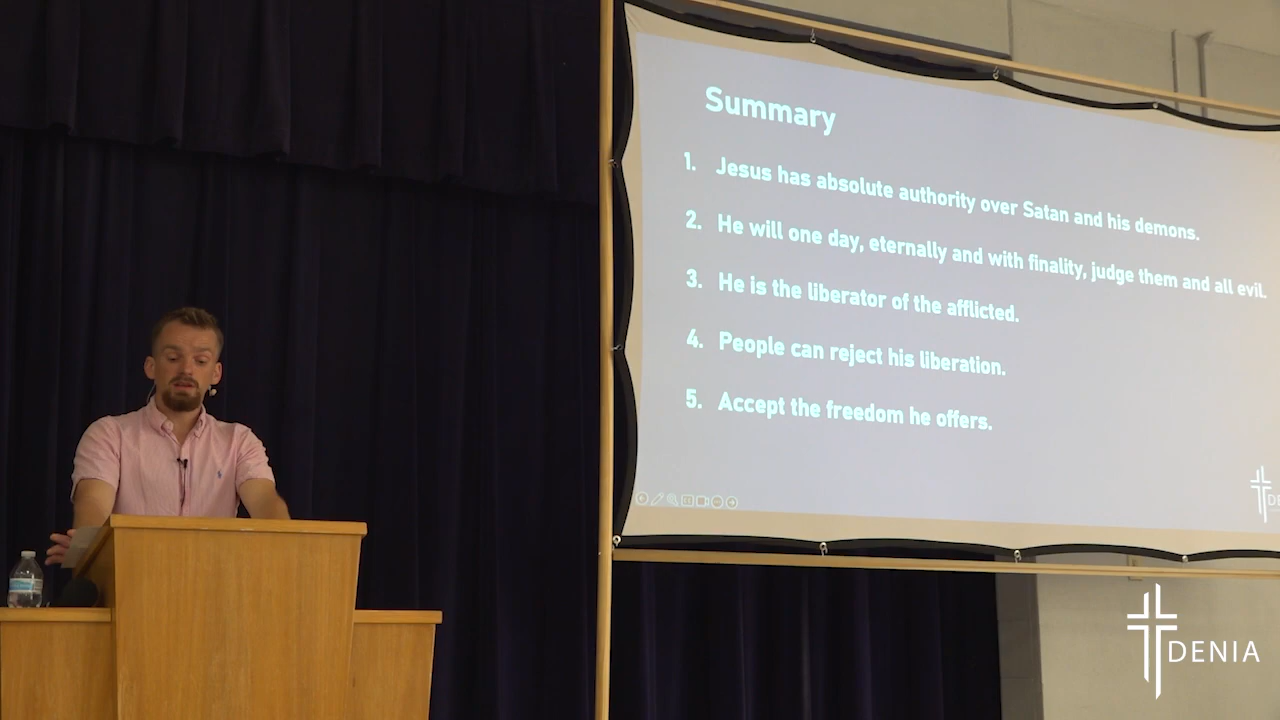 Summary
1. Jesus has absolute authority over Satan and his demons.
2. He will one day, eternally and with finality, judge them and all evil.
3. He is the liberator of the afflicted.
4. People can reject his liberation.
5. Accept the freedom he offers.
DENIA